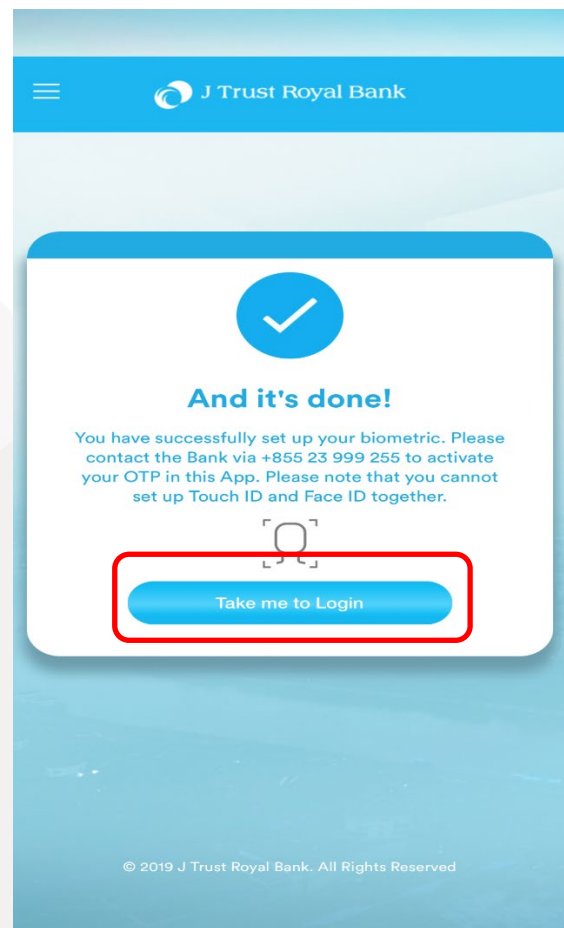 J Trust Royal Bank
And it's done!
You have successfully set up your biometric. Please
contact the Bank via +855 23 999 255 to activate
your OTP in this App. Please note that you cannot
set up Touch ID and Face ID together.
Take me to Login
© 2019 J Trust Royal Bank. All Rights Reserved